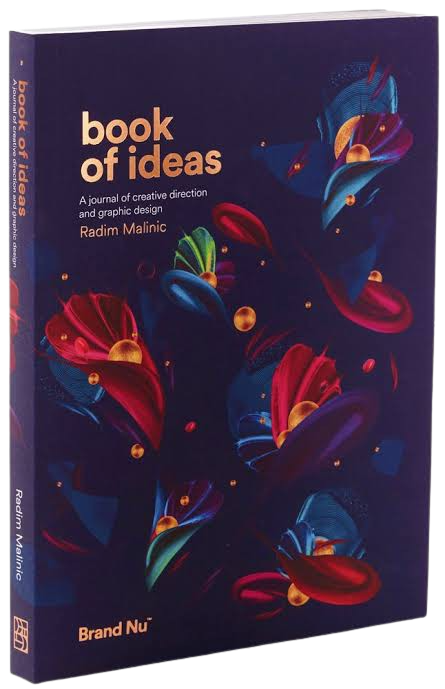 book
of ideas
A journal of creative direction
and graphic design
Radim Malinic
Brand Nu™
book of ideas
A journal of creative direction and graphic design
Radim Malinic